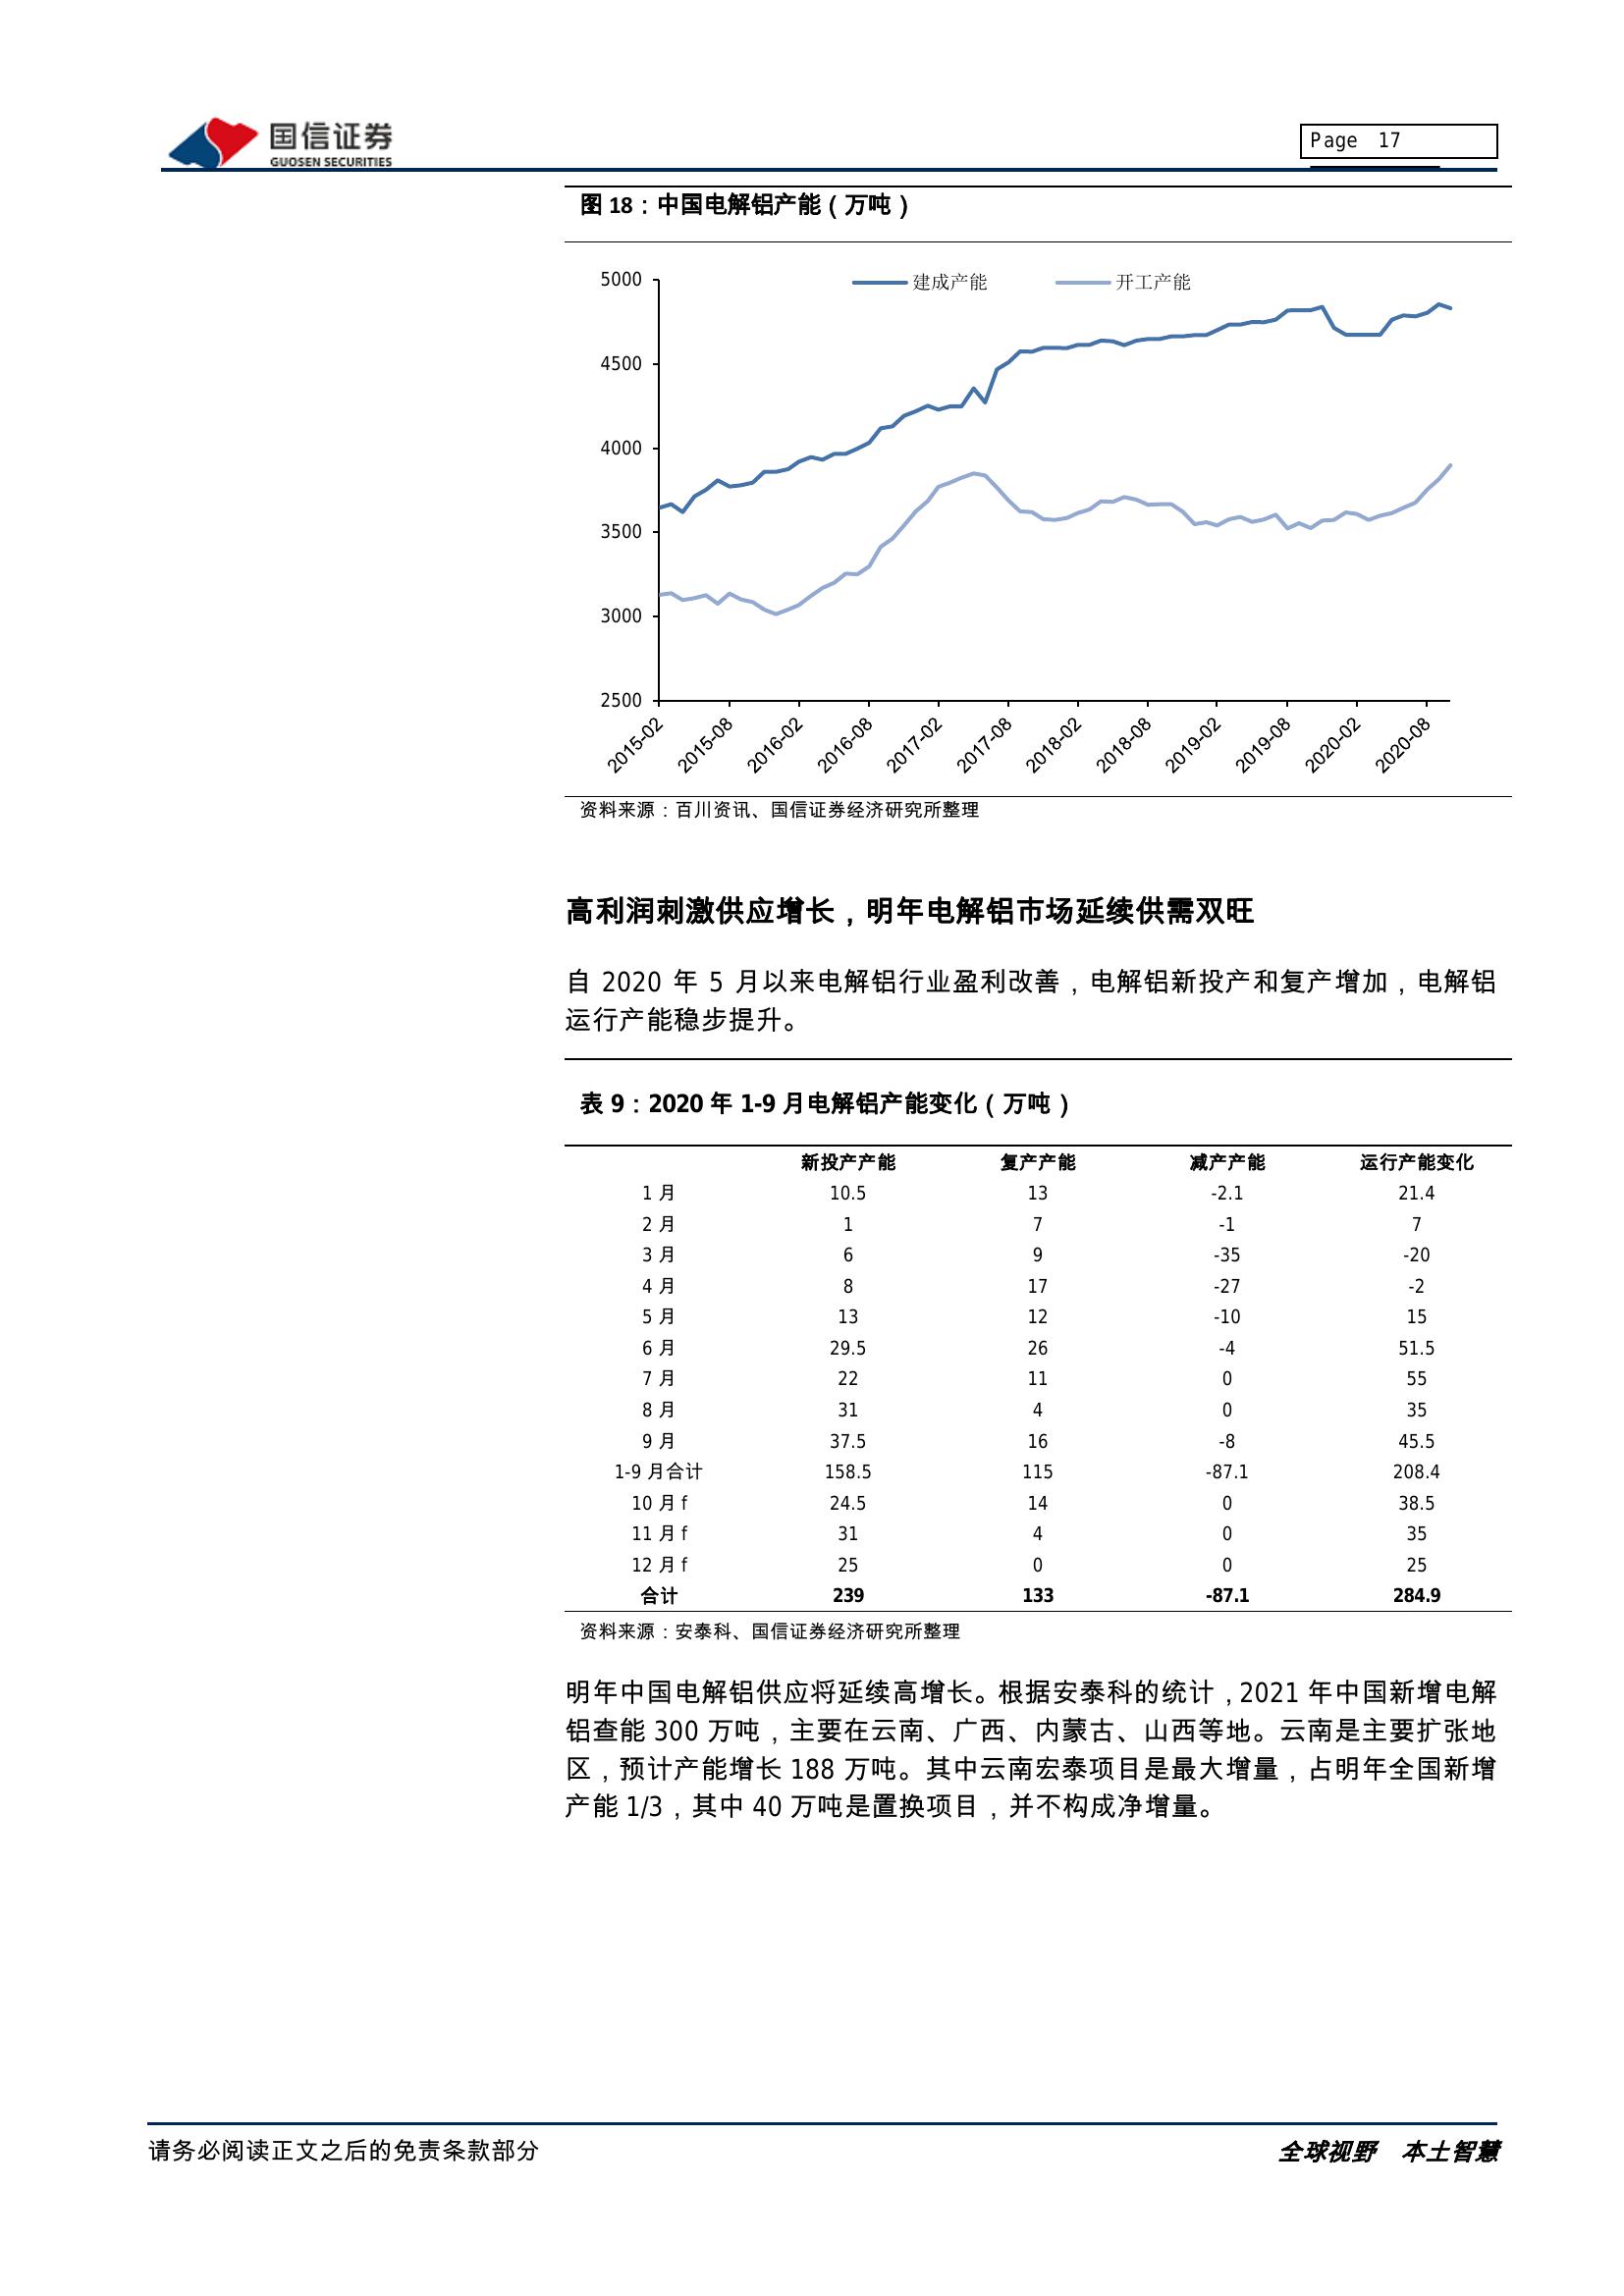 国信证券
GUOSEN SECURITIES
Page 17
图 18：中国电解铝产能（万吨）
建成产能 开工产能
5000
4500
4000
3500
3000
2500
2015-02 2015-08 2016-02 2016-08 2017-02 2017-08 2018-02 2018-08 2019-02 2019-08 2020-02 2020-08
资料来源：百川资讯、国信证券经济研究所整理
高利润刺激供应增长，明年电解铝市场延续供需双旺
自 2020 年 5 月以来电解铝行业盈利改善，电解铝新投产和复产增加，电解铝
运行产能稳步提升。
表 9：2020 年 1-9 月电解铝产能变化（万吨）
新投产产能 复产产能 减产产能 运行产能变化
1 月 10.5 13 -2.1 21.4
2 月 1 7 -1 7
3 月 6 9 -35 -20
4 月 8 17 -27 -2
5 月 13 12 -10 15
6 月 29.5 26 -4 51.5
7 月 22 11 0 55
8 月 31 4 0 35
9 月 37.5 16 -8 45.5
1-9 月合计 158.5 115 -87.1 208.4
10 月 f 24.5 14 0 38.5
11 月 f 31 4 0 35
12 月 f 25 0 0 25
合计 239 133 -87.1 284.9
资料来源：安泰科、国信证券经济研究所整理
明年中国电解铝供应将延续高增长。根据安泰科的统计，2021 年中国新增电解
铝查能 300 万吨，主要在云南、广西、内蒙古、山西等地。云南是主要扩张地
区，预计产能增长 188 万吨。其中云南宏泰项目是最大增量，占明年全国新增
产能 1/3，其中 40 万吨是置换项目，并不构成净增量。
请务必阅读正文之后的免责条款部分
全球视野 本土智慧